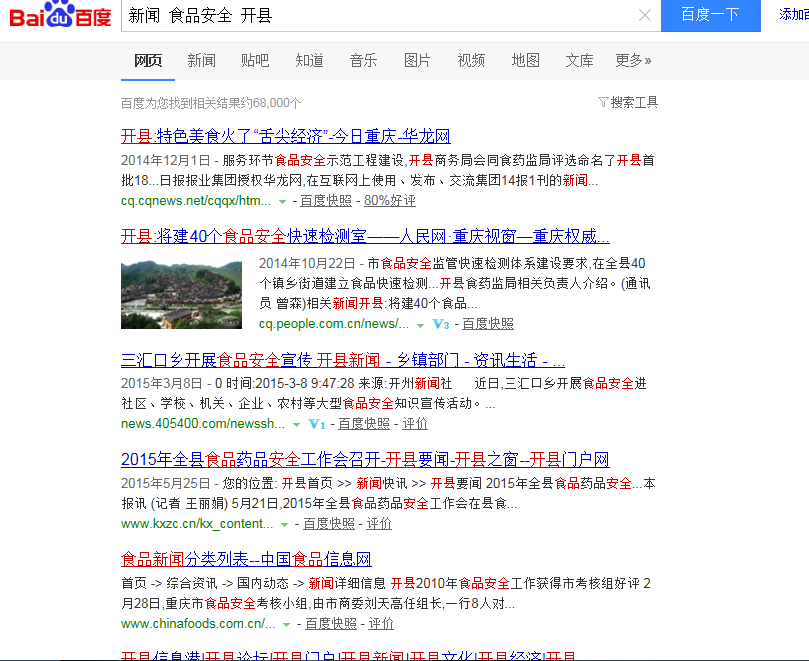 Bai du 百度
新闻 食品安全 开县
百度一下
添加百
网页 新闻 贴吧 知道 音乐 图片 视频 地图 文库 更多»
百度为您找到相关结果约68,000个
搜索工具
开县:特色美食火了“舌尖经济”-今日重庆-华龙网
2014年12月1日 - 服务环节食品安全示范工程建设,开县商务局会同食药监局评选命名了开县首
批18...日报报业集团授权华龙网,在互联网上使用、发布、交流集团14报1刊的新闻...
cq.cqnews.net/cqqx/htm... - 百度快照 - 80%好评
开县:将建40个食品安全快速检测室——人民网·重庆视窗—重庆权威...
2014年10月22日 - 市食品安全监管快速检测体系建设要求,在全县40
个镇乡街道建立食品快速检测...开县食药监局相关负责人介绍。(通讯
员 曾森)相关新闻开县:将建40个食品...
cq.people.com.cn/news/... V3 - 百度快照
三汇口乡开展食品安全宣传 开县新闻 - 乡镇部门 - 资讯生活 - ...
2015年3月8日 - 0 时间:2015-3-8 9:47:28 来源:开州新闻社 近日,三汇口乡开展食品安全进
社区、学校、机关、企业、农村等大型食品安全知识宣传活动。...
news.405400.com/newssh... V1 - 百度快照 - 评价
2015年全县食品药品安全工作会召开-开县要闻-开县之窗--开县门户网
2015年5月25日 - 您的位置: 开县首页 >> 新闻快讯 >> 开县要闻 2015年全县食品药品安全...本
报讯 (记者 王丽娟) 5月21日,2015年全县食品药品安全工作会在县食...
www.kxzc.cn/kx_content... - 百度快照 - 评价
食品新闻分类列表--中国食品信息网
首页 -> 综合资讯 -> 国内动态 -> 新闻详细信息 开县2010年食品安全工作获得市考核组好评 2
月28日,重庆市食品安全考核小组,由市商委刘天高任组长,一行8人对...
www.chinafoods.com.cn/... - 百度快照 - 评价
开县信息港|开县论坛|开县门户|开县新闻|开县文化|开县经济|开县